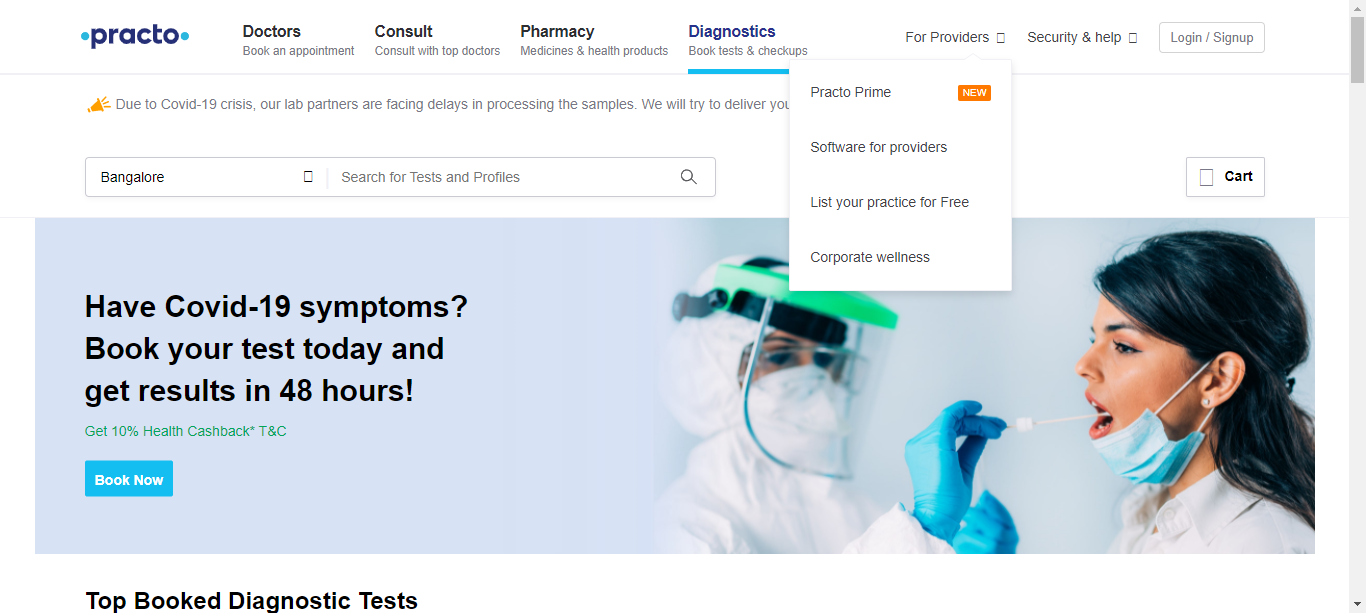 practo
Doctors
Book an appointment
Consult
Consult with top doctors
Pharmacy
Medicines & health products
Diagnostics
Book tests & checkups
For Providers
Security & help
Login / Signup
Practo Prime NEW
Software for providers
List your practice for Free
Corporate wellness
Due to Covid-19 crisis, our lab partners are facing delays in processing the samples. We will try to deliver
Bangalore
Search for Tests and Profiles
Cart
Have Covid-19 symptoms?
Book your test today and
get results in 48 hours!
Get 10% Health Cashback* T&C
Book Now
Top Booked Diagnostic Tests